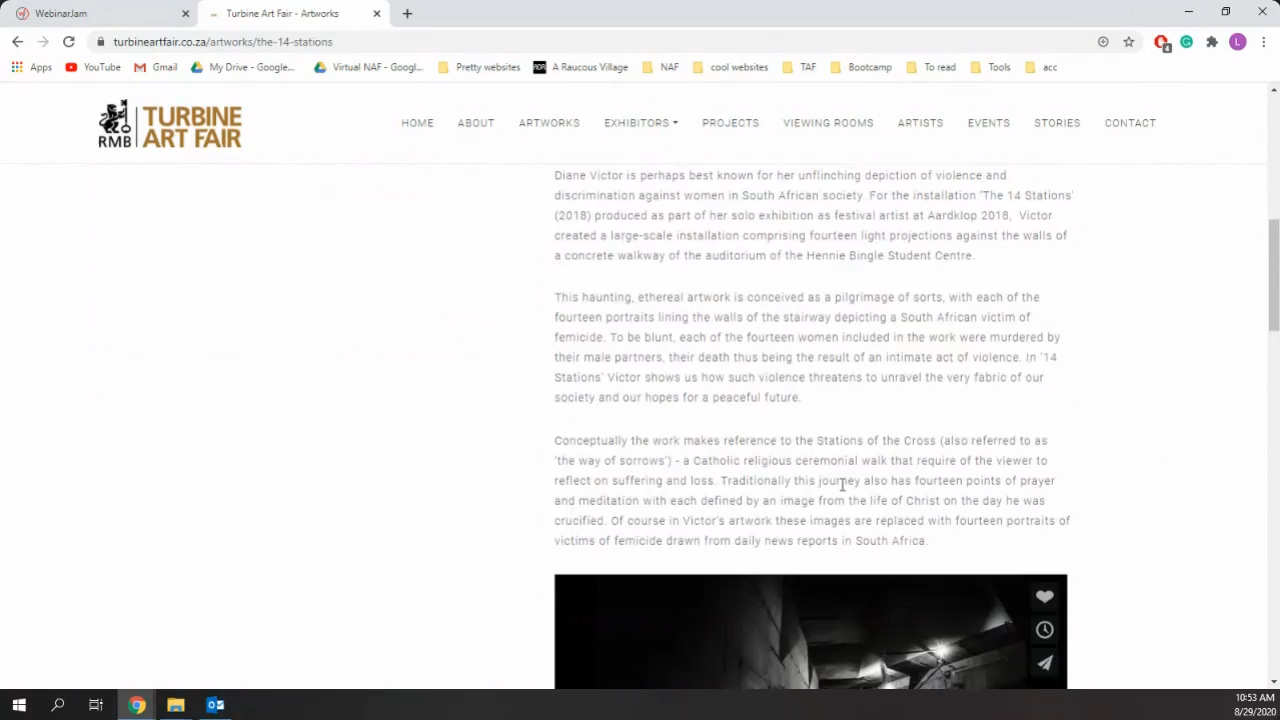 WebinarJam
Turbine Art Fair - Artworks
turbineartfair.co.za/artworks/the-14-stations
4
L
Apps
YouTube
Gmail
My Drive - Google...
Virtual NAF - Googl...
Pretty websites
A Raucous Village
NAF
cool websites
TAF
Bootcamp
To read
Tools
acc
RMB
TURBINE
ART FAIR
HOME
ABOUT
ARTWORKS
EXHIBITORS
PROJECTS
VIEWING ROOMS
ARTISTS
EVENTS
STORIES
CONTACT
Diane Victor is perhaps best known for her unflinching depiction of violence and
discrimination against women in South African society. For the installation 'The 14 Stations'
(2018) produced as part of her solo exhibition as festival artist at Aardklop 2018, Victor
created a large-scale installation comprising fourteen light projections against the walls of
a concrete walkway of the auditorium of the Hennie Bingle Student Centre.
This haunting, ethereal artwork is conceived as a pilgrimage of sorts, with each of the
fourteen portraits lining the walls of the stairway depicting a South African victim of
femicide. To be blunt, each of the fourteen women included in the work were murdered by
their male partners, their death thus being the result of an intimate act of violence. In '14
Stations' Victor shows us how such violence threatens to unravel the very fabric of our
society and our hopes for a peaceful future.
Conceptually the work makes reference to the Stations of the Cross (also referred to as
'the way of sorrows') - a Catholic religious ceremonial walk that require of the viewer to
reflect on suffering and loss. Traditionally this journey also has fourteen points of prayer
and meditation with each defined by an image from the life of Christ on the day he was
crucified. Of course in Victor's artwork these images are replaced with fourteen portraits of
victims of femicide drawn from daily news reports in South Africa.
10:53 AM
8/29/2020